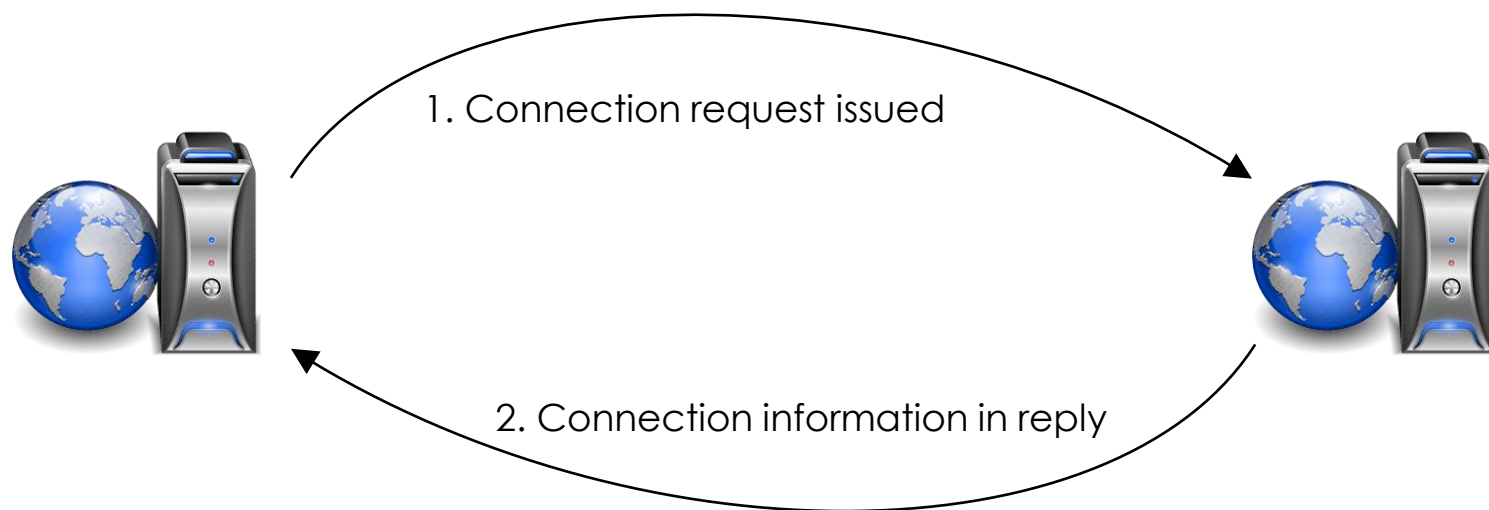 1. Connection request issued
2. Connection information in reply